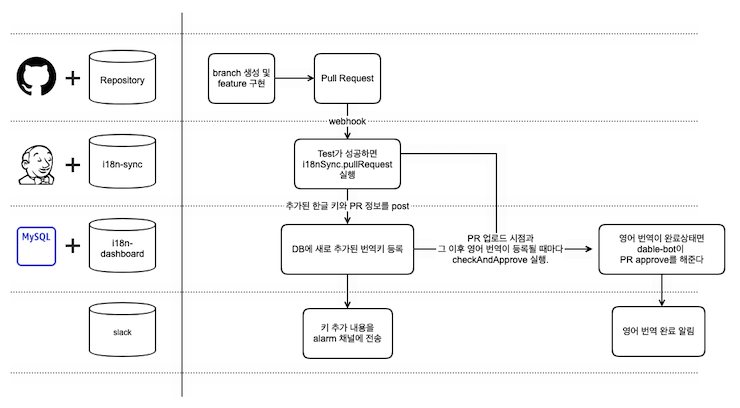 Repository
branch 생성 및
feature 구현
Pull Request
webhook
i18n-sync
Test가 성공하면
i18nSync.pullRequest
실행
추가된 한글 키와 PR 정보를 post
MySQL
i18n-
dashboard
DB에 새로 추가된 번역키 등록
PR 업로드 시점과
그 이후 영어 번역이 등록될 때마다
checkAndApprove 실행.
영어 번역이 완료상태면
dable-bot이
PR approve를 해준다
slack
키 추가 내용을
alarm 채널에 전송
영어 번역 완료 알림